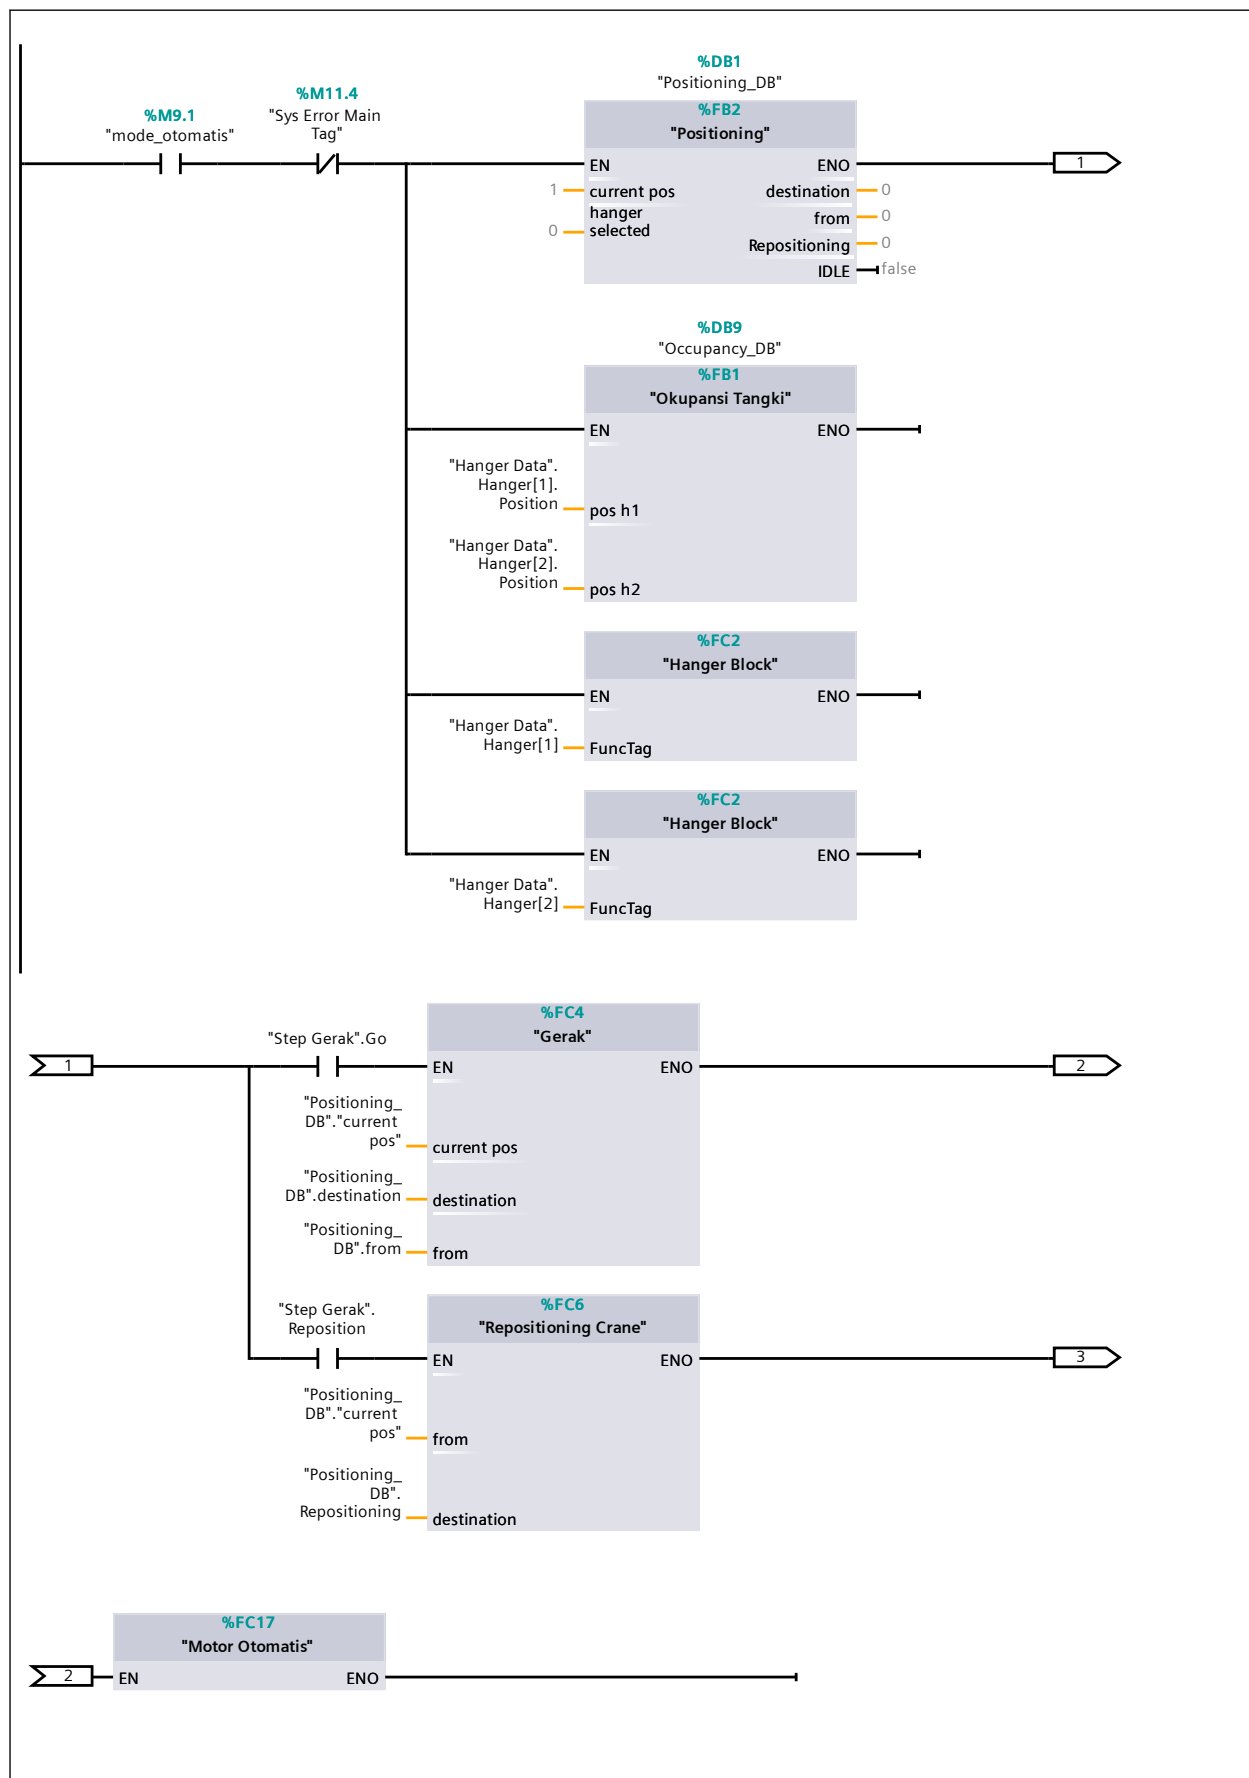 %DB1
"Positioning_DB"
%M9.1
"mode_otomatis"
%M11.4
"Sys Error Main
Tag"
%FB2
"Positioning"
EN
ENO
1
1
current pos
destination
0
hanger
selected
0
from
0
Repositioning
0
IDLE
false
%DB9
"Occupancy_DB"
%FB1
"Okupansi Tangki"
EN
ENO
"Hanger Data".
Hanger[1].
Position
pos h1
"Hanger Data".
Hanger[2].
Position
pos h2
%FC2
"Hanger Block"
EN
ENO
"Hanger Data".
Hanger[1]
FuncTag
%FC2
"Hanger Block"
EN
ENO
"Hanger Data".
Hanger[2]
FuncTag
%FC4
"Gerak"
1
"Step Gerak".Go
EN
ENO
2
"Positioning_
DB"."current
pos"
current pos
"Positioning_
DB".destination
destination
"Positioning_
DB".from
from
%FC6
"Repositioning Crane"
"Step Gerak".
Reposition
EN
ENO
3
"Positioning_
DB"."current
pos"
from
"Positioning_
DB".
Repositioning
destination
%FC17
"Motor Otomatis"
2
EN
ENO